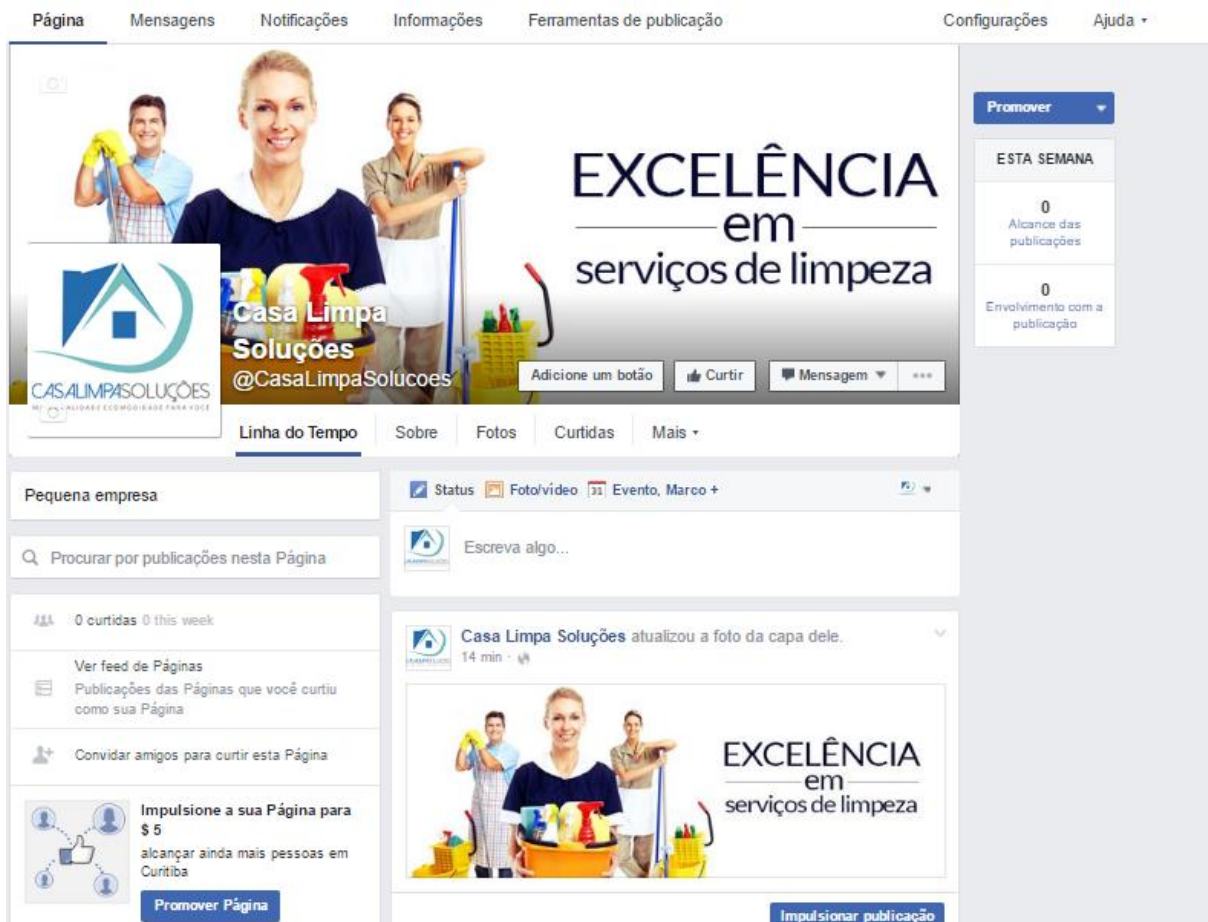 Página Mensagens Notificações Informações Ferramentas de publicação Configurações Ajuda
EXCELÊNCIA
em
serviços de limpeza
CASALIMPASOLUÇÕES
Casa Limpa
Soluções
@CasaLimpaSolucoes
Adicione um botão Curtir Mensagem
Linha do Tempo Sobre Fotos Curtidas Mais
Promover
ESTA SEMANA
0
Alcance das
publicações
0
Envolvimento com a
publicação
Pequena empresa
Procurar por publicações nesta Página
0 curtidas 0 this week
Ver feed de Páginas
Publicações das Páginas que você curtiu
como sua Página
Convidar amigos para curtir esta Página
Impulsione a sua Página para
$ 5
alcançar ainda mais pessoas em
Curitiba
Promover Página
Status Foto/vídeo 31 Evento, Marco +
Escreva algo...
Casa Limpa Soluções atualizou a foto da capa dele.
14 min ·
EXCELÊNCIA
em
serviços de limpeza
Impulsionar publicação